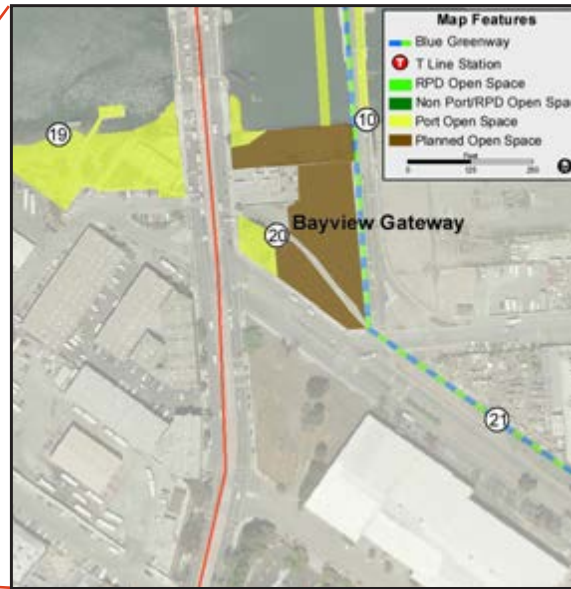 Map Features
Blue Greenway
T T Line Station
RPD Open Space
Non Port/RPD Open Spa
Port Open Space
Planned Open Space
Feet
0 125 250
19
10
20
Bayview Gateway
21